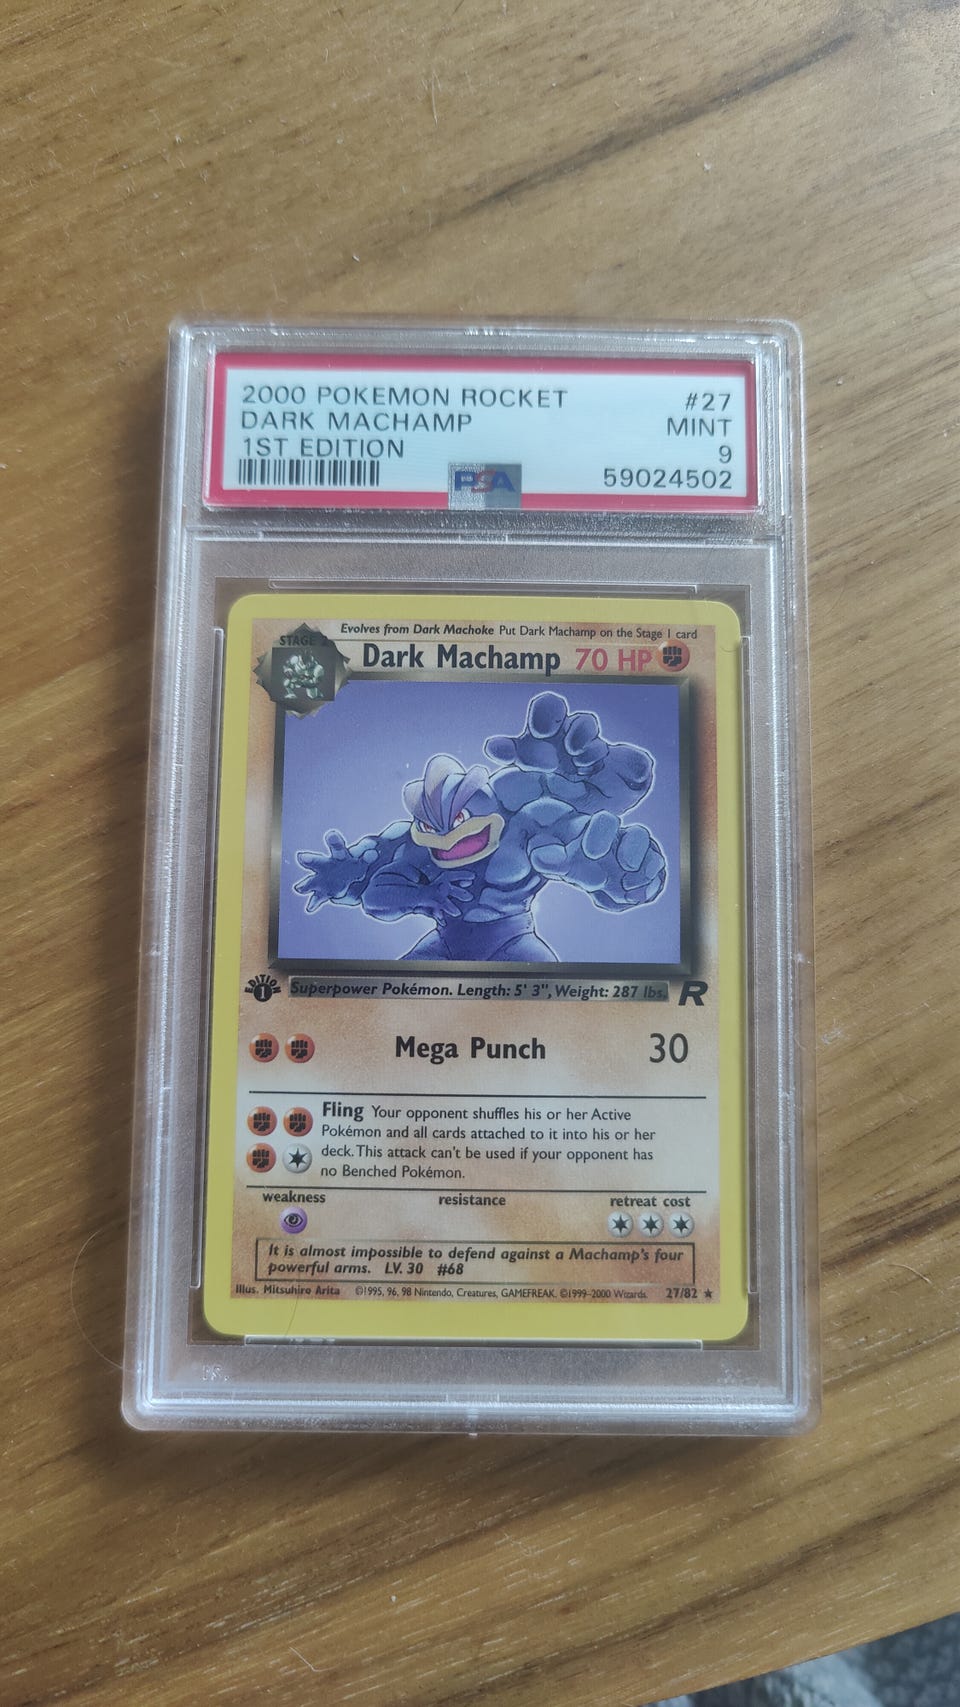 2000 POKEMON ROCKET #27
DARK MACHAMP MINT
1ST EDITION 9
PSA 59024502
Evolves from Dark Machoke Put Dark Machamp on the Stage 1 card
STAGE 2
Dark Machamp 70 HP
EDITION 1
Superpower Pokémon. Length: 5' 3", Weight: 287 lbs. R
Mega Punch 30
Fling Your opponent shuffles his or her Active
Pokémon and all cards attached to it into his or her
deck. This attack can't be used if your opponent has
no Benched Pokémon.
weakness resistance retreat cost
It is almost impossible to defend against a Machamp's four
powerful arms. LV. 30 #68
Illus. Mitsuhiro Arita ©1995, 96, 98 Nintendo, Creatures, GAMEFREAK. ©1999-2000 Wizards. 27/82 ★